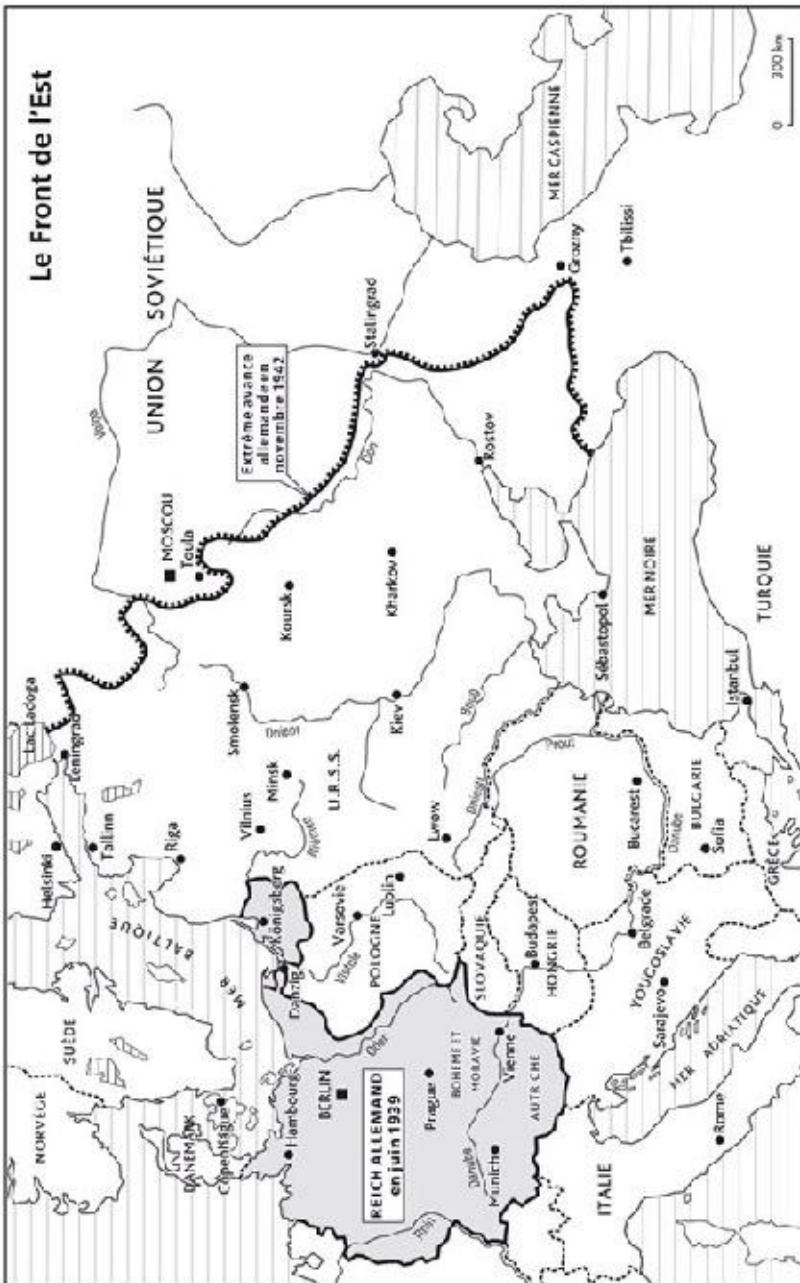 Le Front de l'Est
NORVÈGE
SUÈDE
Helsinki
Lac Ladoga
Leningrad
Tallinn
Riga
MER
BALTIQUE
DANEMARK
Copenhague
Volga
UNION
SOVIÉTIQUE
MOSCOU
Toula
Extrême avance
allemande en
novembre 1942
Smolensk
Vilnius
Minsk
Königsberg
Danzig
Hambourg
BERLIN
REICH ALLEMAND
en juin 1939
Rhin
Oder
Vistule
Varsovie
POLOGNE
Lublin
U.R.S.S.
Dniepr
Koursk
Don
Stalingrad
Kharkov
Kiev
Lwow
Prague
BOHÈME ET
MORAVIE
SLOVAQUIE
Danube
Munich
Vienne
AUTRICHE
Budapest
HONGRIE
Dniestr
Boug
Prout
Rostov
MER CASPIENNE
Grozny
Tbilissi
ROUMANIE
Bucarest
Danube
Sébastopol
MER NOIRE
ITALIE
Rome
MER ADRIATIQUE
YOUGOSLAVIE
Sarajevo
Belgrade
BULGARIE
Sofia
GRÈCE
Istanbul
TURQUIE
0 300 km